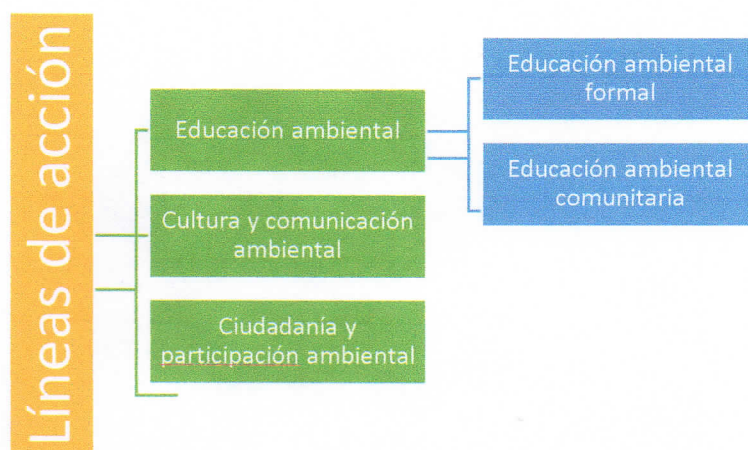 Líneas de acción
Educación ambiental
Educación ambiental
formal
Educación ambiental
comunitaria
Cultura y comunicación
ambiental
Ciudadanía y
participación ambiental